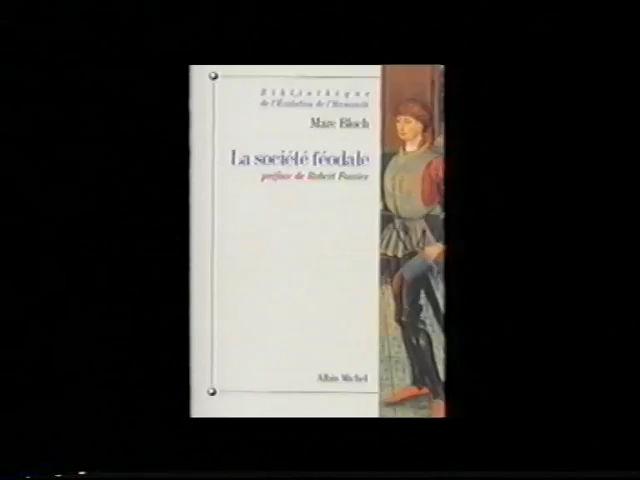 Bibliothèque
de l'Évolution de l'Humanité
Marc Bloch
La société féodale
préface de Robert Fossier
Albin Michel